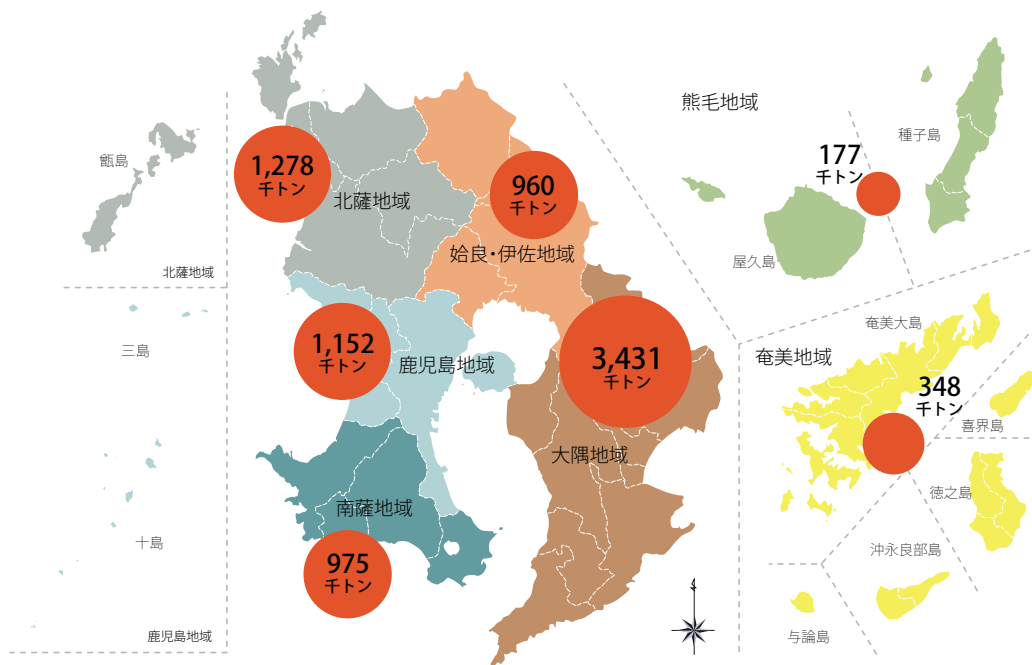 甑島
北薩地域
三島
十島
鹿児島地域
1,278
千トン
北薩地域
960
千トン
姶良・伊佐地域
1,152
千トン
鹿児島地域
3,431
千トン
大隅地域
南薩地域
975
千トン
熊毛地域
種子島
177
千トン
屋久島
奄美大島
奄美地域
348
千トン
喜界島
徳之島
沖永良部島
与論島